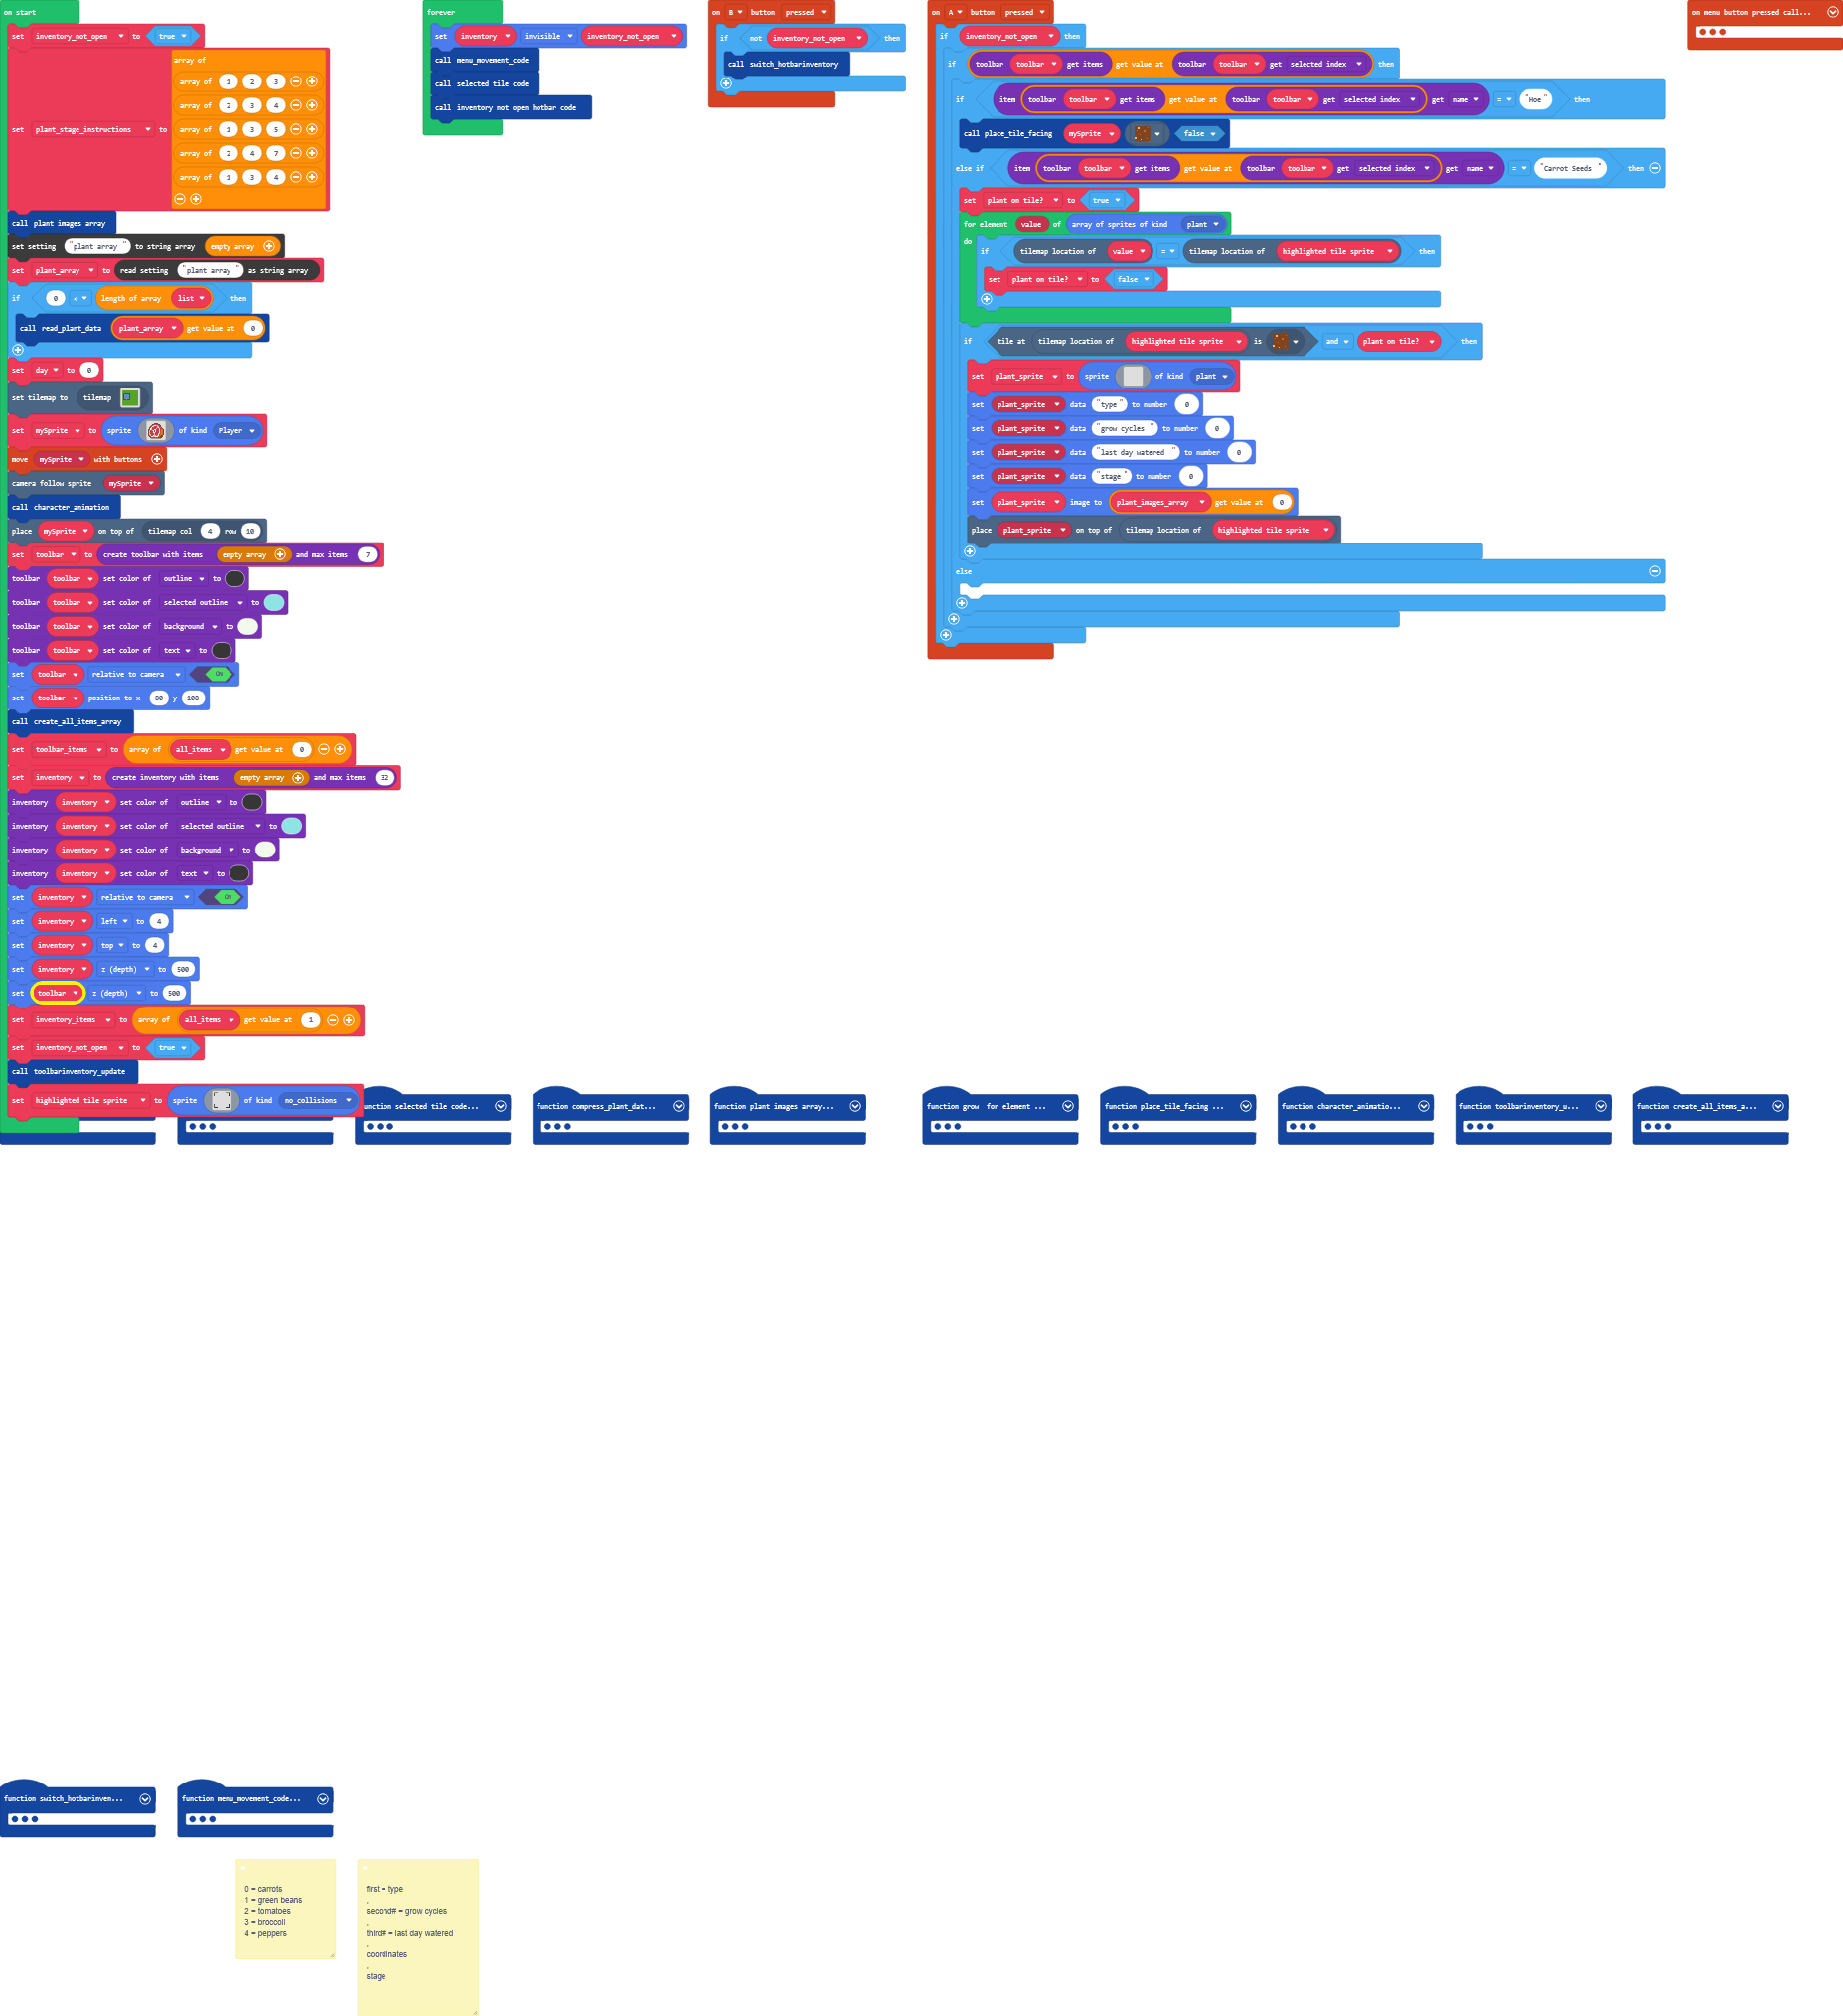 on start
set inventory_not_open to true
set plant_stage_instructions to array of
array of 1 2 3
array of 2 3 4
array of 1 3 5
array of 2 4 7
array of 1 3 4
call plant images array
set setting "plant array" to string array empty array
set plant_array to read setting "plant array" as string array
if 0 < length of array list then
call read_plant_data plant_array get value at 0
set day to 0
set tilemap to tilemap
set mySprite to sprite of kind Player
move mySprite with buttons
camera follow sprite mySprite
call character_animation
place mySprite on top of tilemap col 4 row 10
set toolbar to create toolbar with items empty array and max items 7
toolbar toolbar set color of outline to
toolbar toolbar set color of selected outline to
toolbar toolbar set color of background to
toolbar toolbar set color of text to
set toolbar relative to camera ON
set toolbar position to x 80 y 108
call create_all_items_array
set toolbar_items to array of all_items get value at 0
set inventory to create inventory with items empty array and max items 32
inventory inventory set color of outline to
inventory inventory set color of selected outline to
inventory inventory set color of background to
inventory inventory set color of text to
set inventory relative to camera ON
set inventory left to 4
set inventory top to 4
set inventory z (depth) to 500
set toolbar z (depth) to 500
set inventory_items to array of all_items get value at 1
set inventory_not_open to true
call toolbarinventory_update
set highlighted tile sprite to sprite of kind no_collisions
forever
set inventory invisible inventory_not_open
call menu_movement_code
call selected tile code
call inventory not open hotbar code
on B button pressed
if not inventory_not_open then
call switch_hotbarinventory
on A button pressed
if inventory_not_open then
if toolbar toolbar get items get value at toolbar toolbar get selected index then
if item toolbar toolbar get items get value at toolbar toolbar get selected index get name = "Hoe" then
call place_tile_facing mySprite false
else if item toolbar toolbar get items get value at toolbar toolbar get selected index get name = "Carrot Seeds " then
set plant on tile? to true
for element value of array of sprites of kind plant
do
if tilemap location of value = tilemap location of highlighted tile sprite then
set plant on tile? to false
if tile at tilemap location of highlighted tile sprite is and plant on tile? then
set plant_sprite to sprite of kind plant
set plant_sprite data "type" to number 0
set plant_sprite data "grow cycles" to number 0
set plant_sprite data "last day watered " to number 0
set plant_sprite data "stage" to number 0
set plant_sprite image to plant_images_array get value at 0
place plant_sprite on top of tilemap location of highlighted tile sprite
else
on menu button pressed call...
unction selected tile code...
function compress_plant_dat...
function plant images array...
function grow for element ...
function place_tile_facing ...
function character_animatio...
function toolbarinventory_u...
function create_all_items_a...
function switch_hotbarinven...
function menu_movement_code...
0 = carrots
1 = green beans
2 = tomatoes
3 = broccoli
4 = peppers
first = type
,
second# = grow cycles
,
third# = last day watered
,
coordinates
,
stage